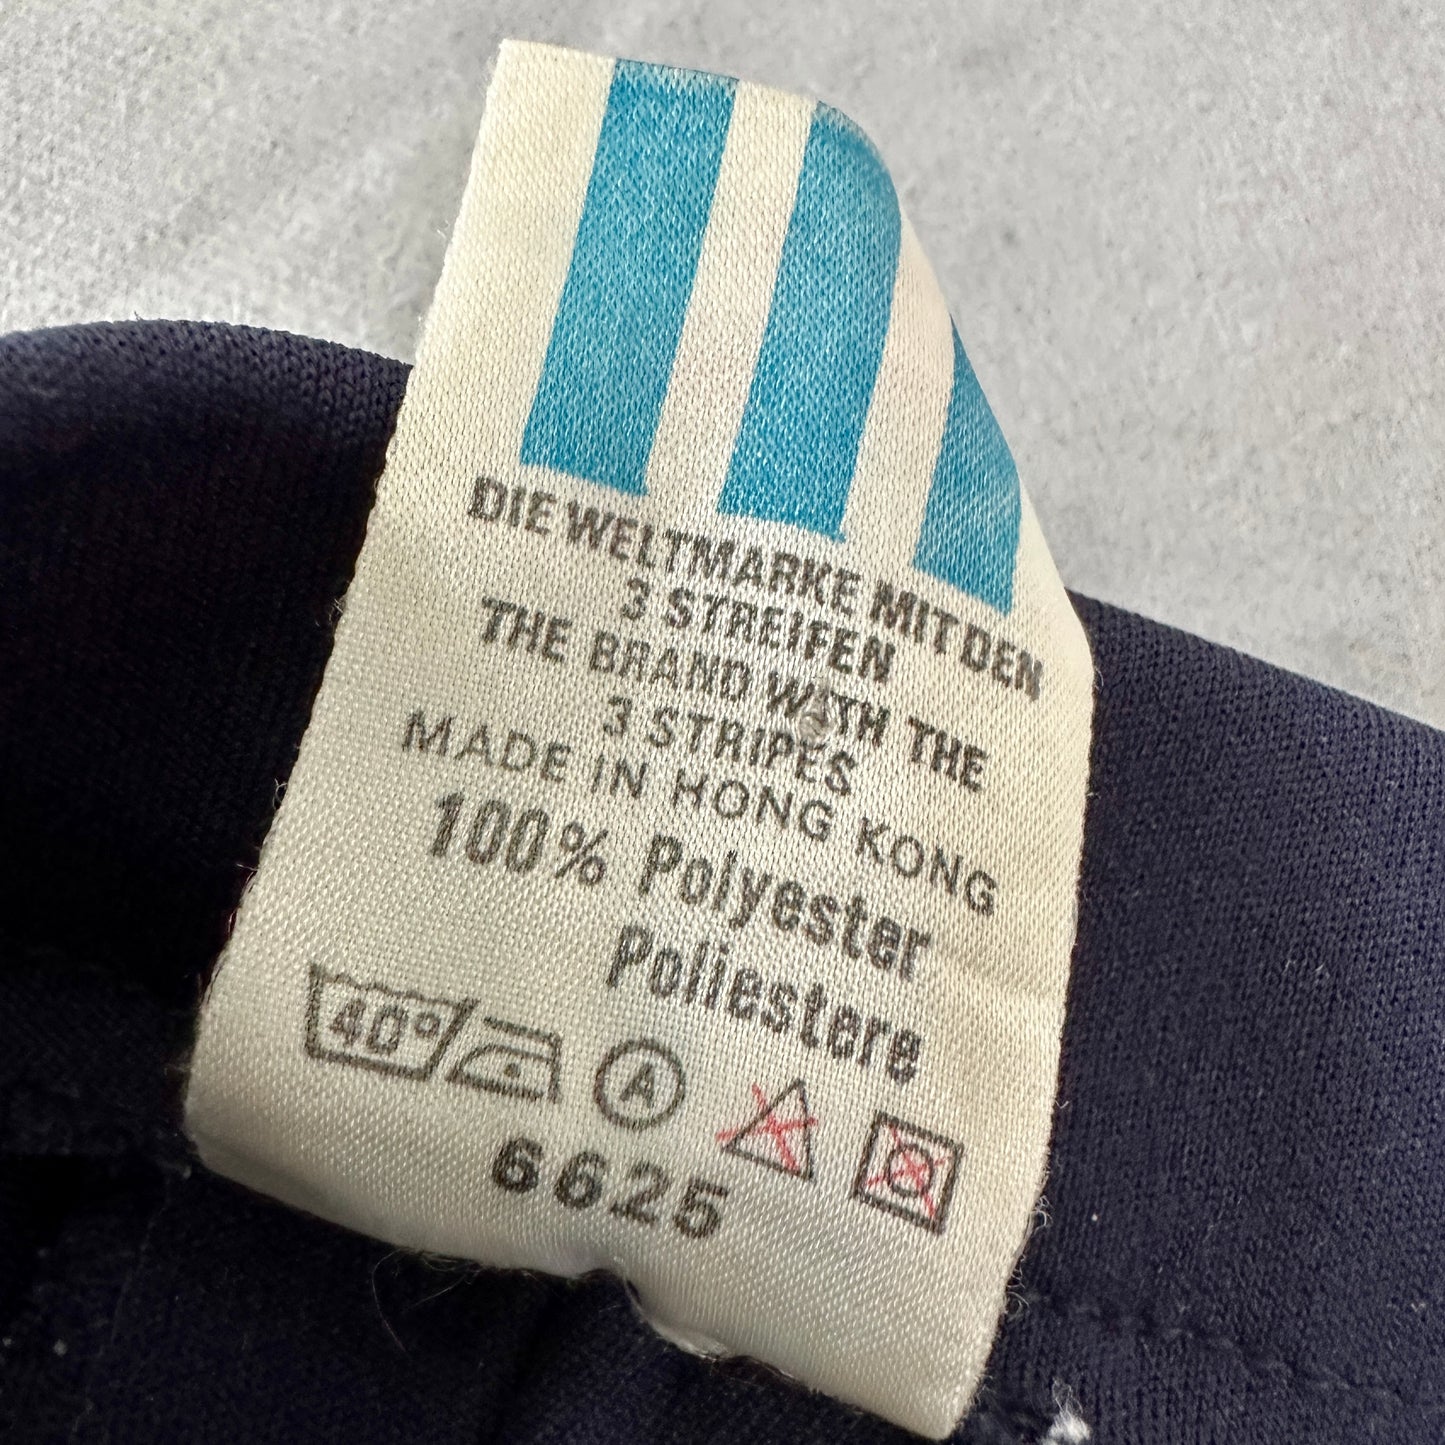 DIE WELTMARKE MIT DEN
3 STREIFEN
THE BRAND WITH THE
3 STRIPES
MADE IN HONG KONG
100% Polyester
Poliestere
40° A
6625